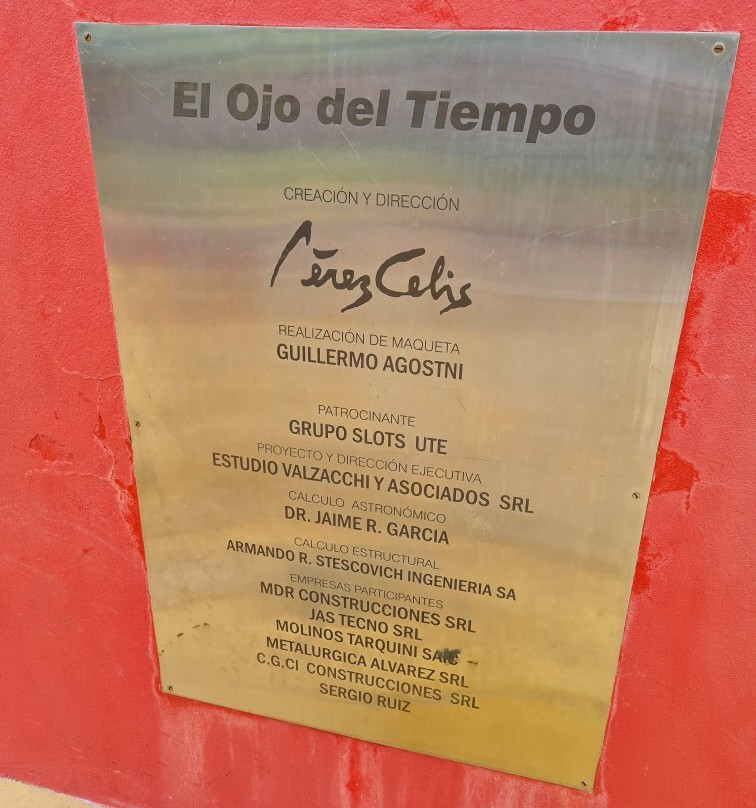 El Ojo del Tiempo
CREACIÓN Y DIRECCIÓN
Pérez Celis
REALIZACIÓN DE MAQUETA
GUILLERMO AGOSTNI
PATROCINANTE
GRUPO SLOTS UTE
PROYECTO Y DIRECCIÓN EJECUTIVA
ESTUDIO VALZACCHI Y ASOCIADOS SRL
CALCULO ASTRONÓMICO
DR. JAIME R. GARCIA
CALCULO ESTRUCTURAL
ARMANDO R. STESCOVICH INGENIERIA SA
EMPRESAS PARTICIPANTES
MDR CONSTRUCCIONES SRL
JAS TECNO SRL
MOLINOS TARQUINI SAIC
METALURGICA ALVAREZ SRL
C.G.CI CONSTRUCCIONES SRL
SERGIO RUIZ